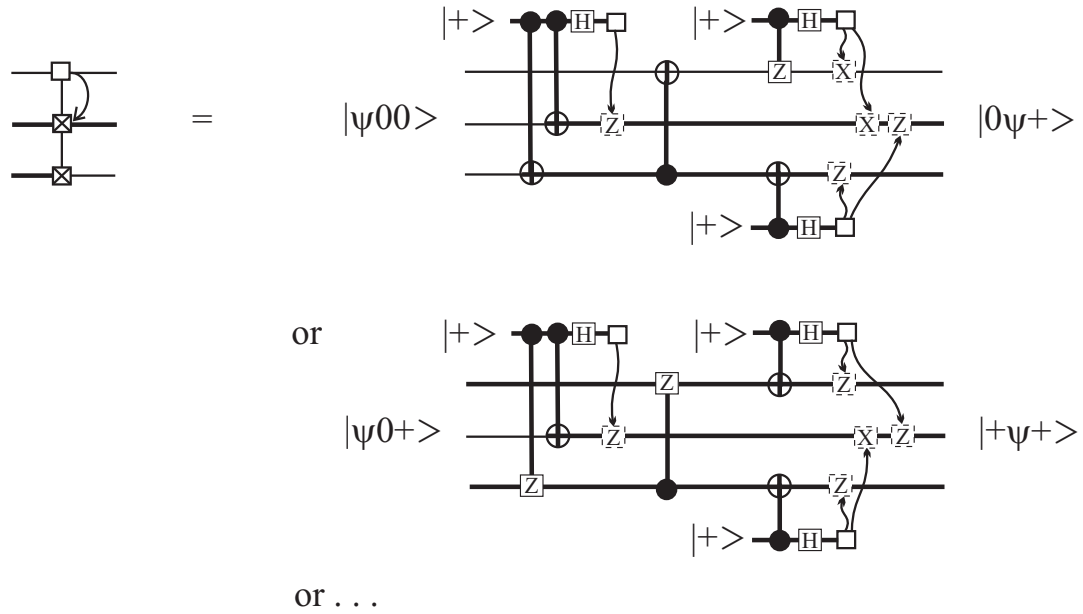 |+> H |+> H
Z X
= |ψ00> Z X Z |0ψ+>
Z
|+> H
or |+> H |+> H
Z Z
|ψ0+> Z X Z |+ψ+>
Z Z
|+> H
or . . .